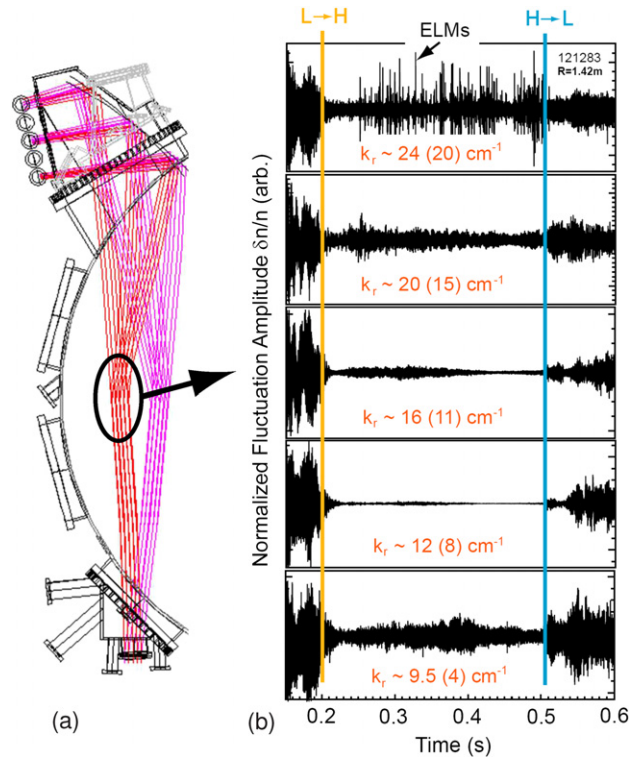 L→H
H→L
ELMs
121283
R=1.42m
k_r ~ 24 (20) cm⁻¹
k_r ~ 20 (15) cm⁻¹
k_r ~ 16 (11) cm⁻¹
k_r ~ 12 (8) cm⁻¹
k_r ~ 9.5 (4) cm⁻¹
Normalized Fluctuation Amplitude δn/n (arb.)
0.2 0.3 0.4 0.5 0.6
Time (s)
(a)
(b)